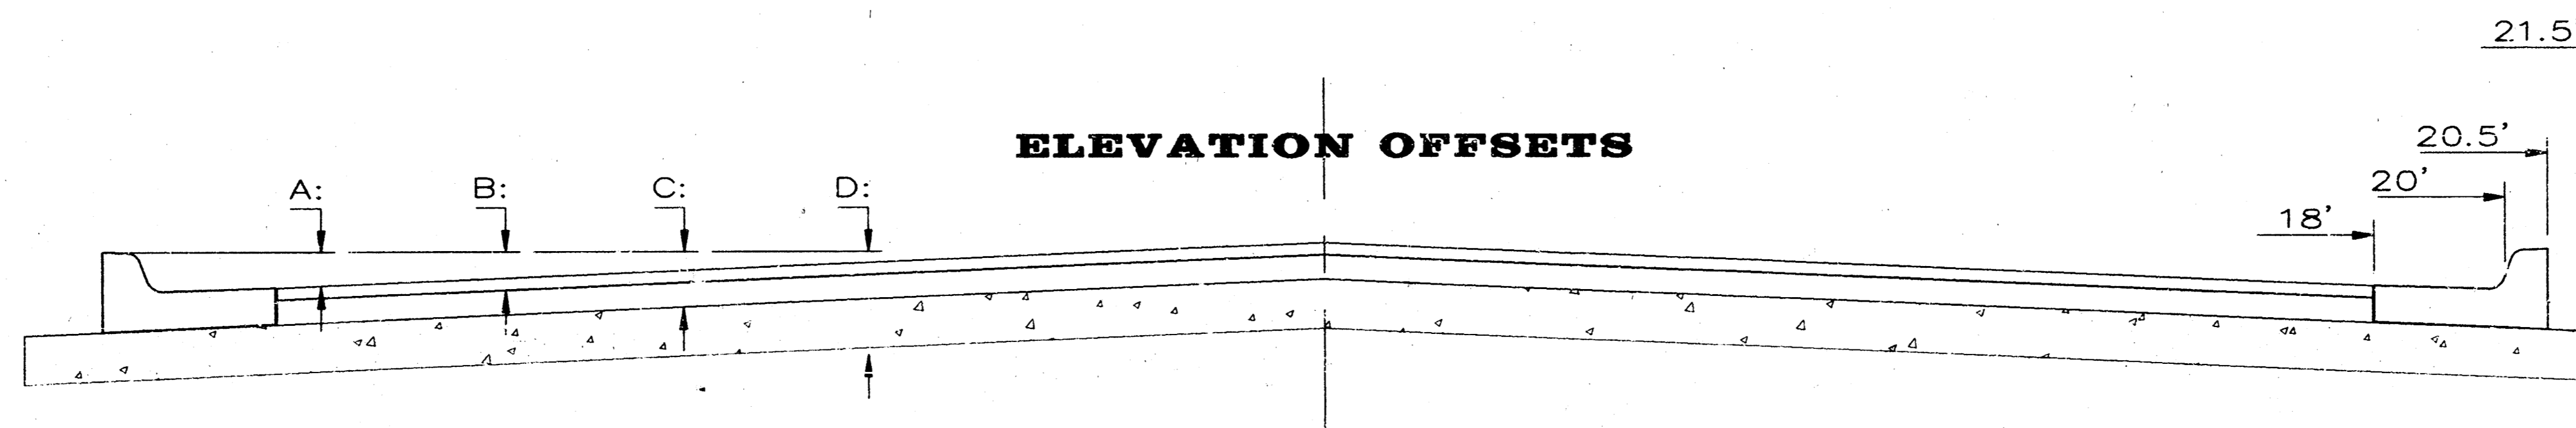 21.5
ELEVATION OFFSETS
20.5'
A: B: C: D:
20'
18'